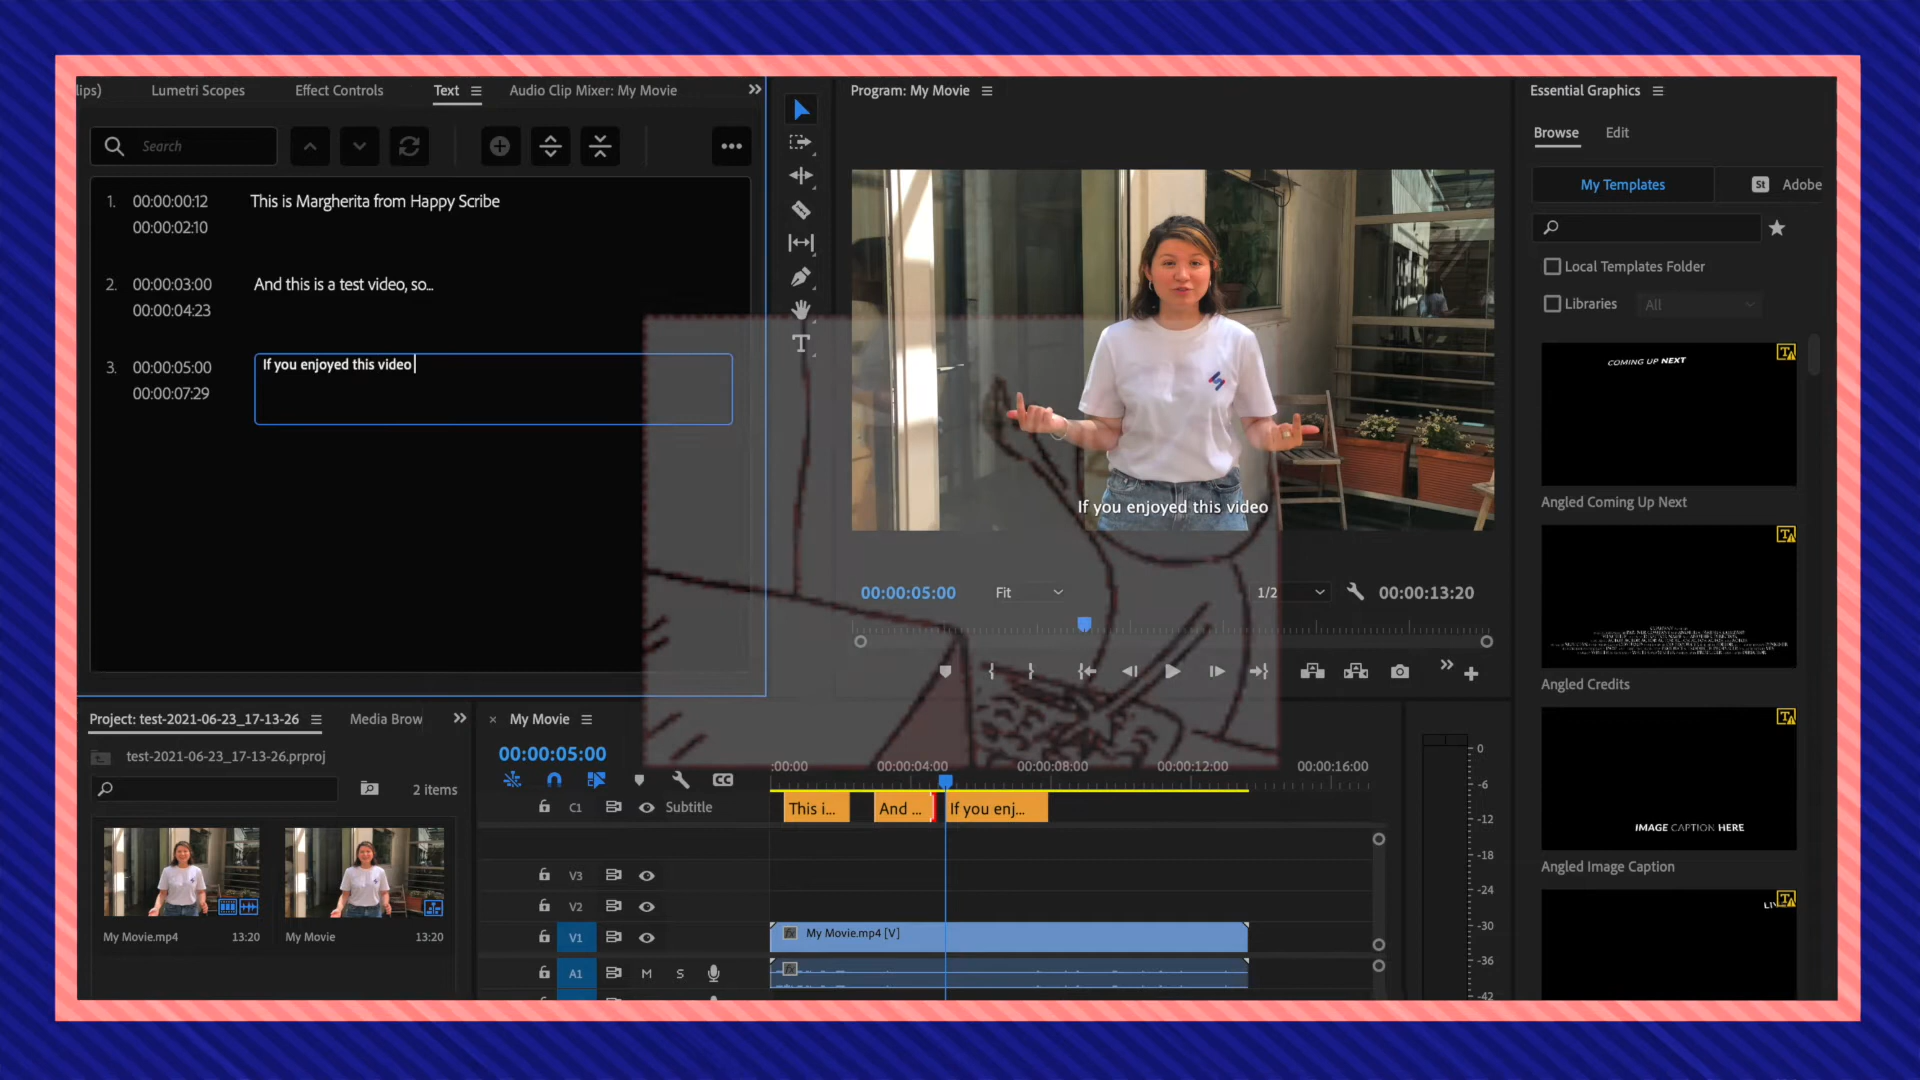 lips)
Lumetri Scopes
Effect Controls
Text
Audio Clip Mixer: My Movie
Search
1. 00:00:00:12 This is Margherita from Happy Scribe
00:00:02:10
2. 00:00:03:00 And this is a test video, so...
00:00:04:23
3. 00:00:05:00 If you enjoyed this video
00:00:07:29
Program: My Movie
If you enjoyed this video
00:00:05:00 Fit 1/2 00:00:13:20
Essential Graphics
Browse Edit
My Templates St Adobe
Local Templates Folder
Libraries All
COMING UP NEXT
Angled Coming Up Next
Angled Credits
IMAGE CAPTION HERE
Angled Image Caption
Project: test-2021-06-23_17-13-26
Media Brow
test-2021-06-23_17-13-26.prproj
2 items
My Movie.mp4 13:20
My Movie 13:20
× My Movie
00:00:05:00
CC
:00:00 00:00:04:00 00:00:08:00 00:00:12:00 00:00:16:00
C1 Subtitle This i... And ... If you enj...
V3
V2
V1 fx My Movie.mp4 [V]
A1 M S fx
0
-6
-12
-18
-24
-30
-36
-42